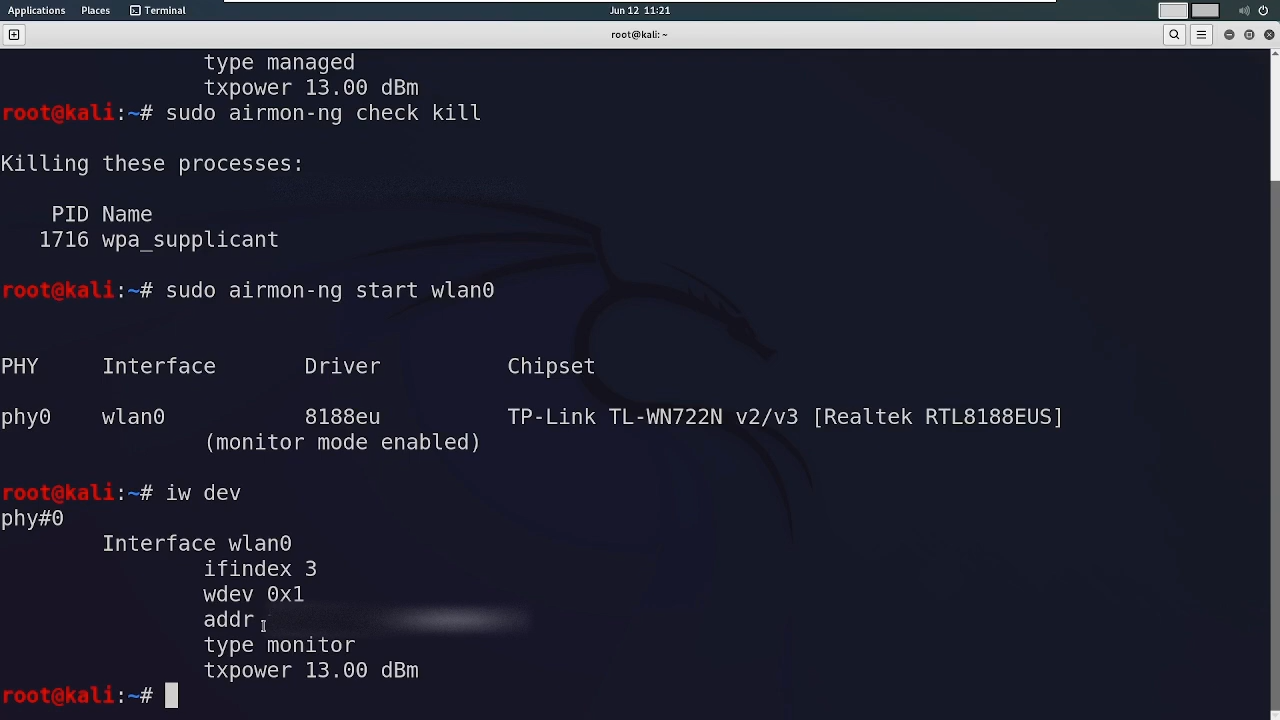 Applications Places Terminal Jun 12 11:21
root@kali: ~
type managed
txpower 13.00 dBm
root@kali:~# sudo airmon-ng check kill
Killing these processes:
PID Name
1716 wpa_supplicant
root@kali:~# sudo airmon-ng start wlan0
PHY Interface Driver Chipset
phy0 wlan0 8188eu TP-Link TL-WN722N v2/v3 [Realtek RTL8188EUS]
(monitor mode enabled)
root@kali:~# iw dev
phy#0
Interface wlan0
ifindex 3
wdev 0x1
addr
type monitor
txpower 13.00 dBm
root@kali:~#